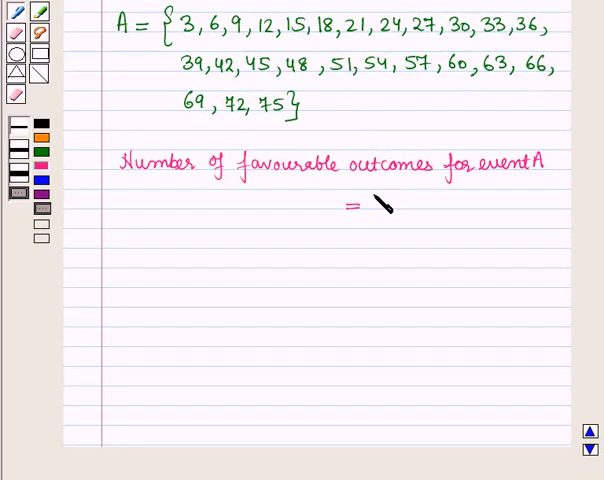 A = { 3, 6, 9, 12, 15, 18, 21, 24, 27, 30, 33, 36,
39, 42, 45, 48 , 51, 54, 57, 60, 63, 66,
69, 72, 75}
Number of favourable outcomes for event A
=